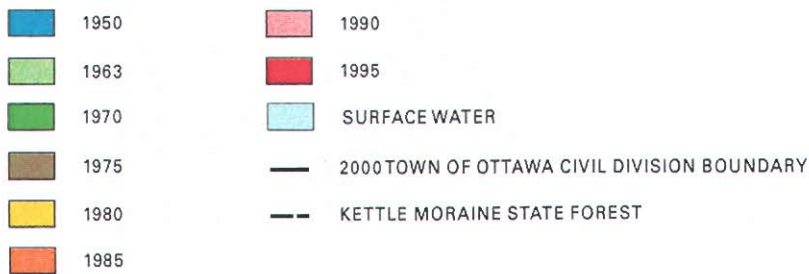 1950
1963
1970
1975
1980
1985
1990
1995
SURFACE WATER
2000 TOWN OF OTTAWA CIVIL DIVISION BOUNDARY
KETTLE MORAINE STATE FOREST